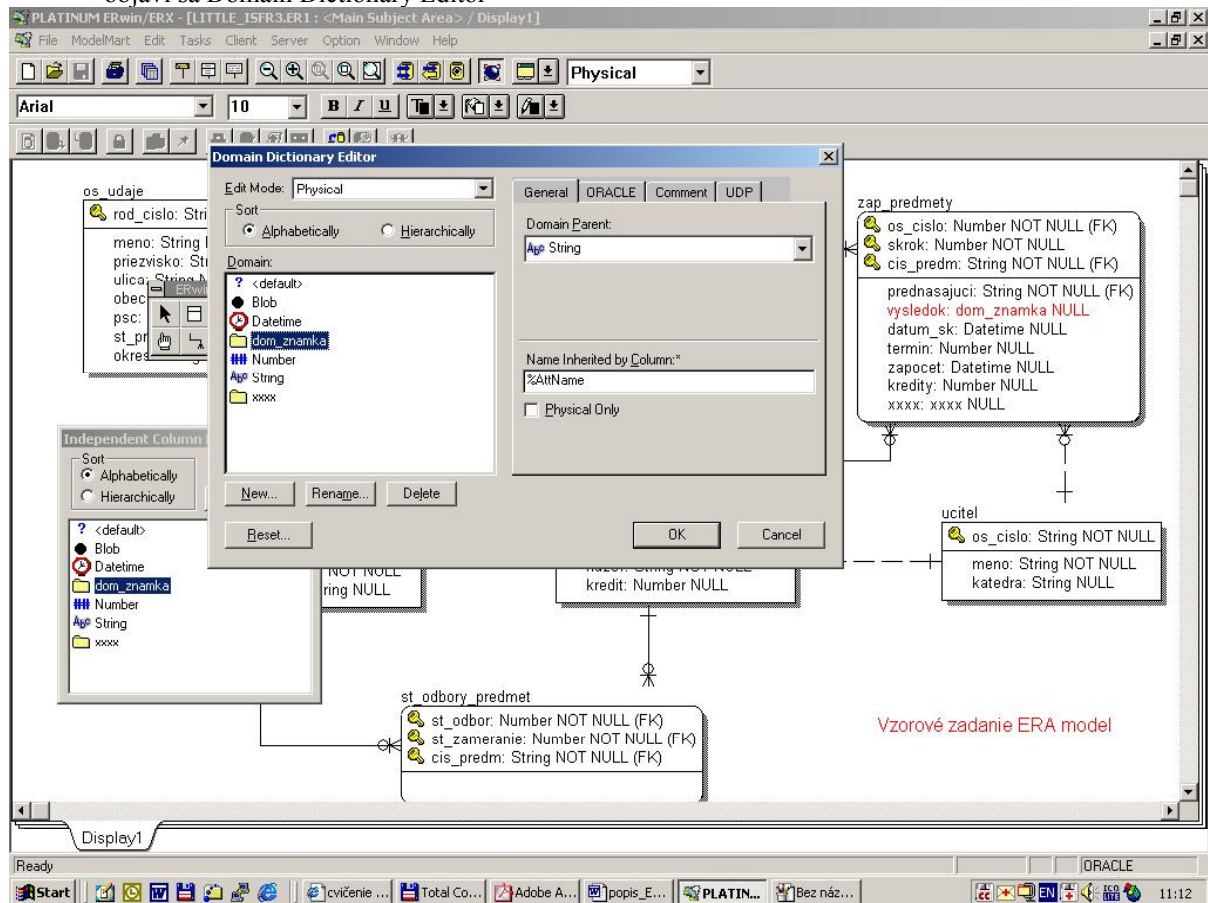 objaví sa Domain Dictionary Editor
PLATINUM ERwin/ERX - [LITTLE_ISFR3.ER1 : <Main Subject Area> / Display1]
File ModelMart Edit Tasks Client Server Option Window Help
Physical
Arial 10 B I U
Domain Dictionary Editor
Edit Mode: Physical
Sort
Alphabetically Hierarchically
Domain:
? <default>
Blob
Datetime
dom_znamka
Number
String
xxxx
New... Rename... Delete
Reset...
General ORACLE Comment UDP
Domain Parent:
String
Name Inherited by Column:*
%AttName
Physical Only
OK Cancel
os_udaje
rod_cislo: Stri
meno: String
priezvisko: Stri
ulica: String N
obec
psc:
st_pr
okres
ERwi
zap_predmety
os_cislo: Number NOT NULL (FK)
skrok: Number NOT NULL
cis_predm: String NOT NULL (FK)
prednasajuci: String NOT NULL (FK)
vysledok: dom_znamka NULL
datum_sk: Datetime NULL
termin: Number NULL
zapocet: Datetime NULL
kredity: Number NULL
xxxx: xxxx NULL
Independent Column
Sort
Alphabetically
Hierarchically
? <default>
Blob
Datetime
dom_znamka
Number
String
xxxx
NOT NULL
ring NULL
nazov: String NOT NULL
kredit: Number NULL
ucitel
os_cislo: String NOT NULL
meno: String NOT NULL
katedra: String NULL
st_odbory_predmet
st_odbor: Number NOT NULL (FK)
st_zameranie: Number NOT NULL (FK)
cis_predm: String NOT NULL (FK)
Vzorové zadanie ERA model
Display1
Ready ORACLE
Start cvičenie ... Total Co... Adobe A... popis_E... PLATIN... Bez náz... EN 11:12